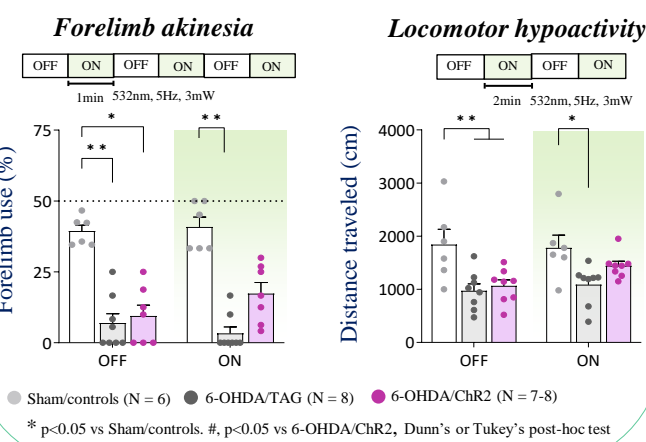 Forelimb akinesia
OFF ON OFF ON OFF ON
1min 532nm, 5Hz, 3mW
Forelimb use (%)
75
50
25
0
* *
*
* *
OFF ON
Locomotor hypoactivity
OFF ON OFF ON
2min 532nm, 5Hz, 3mW
Distance traveled (cm)
4000
3000
2000
1000
0
* *
*
OFF ON
Sham/controls (N = 6) 6-OHDA/TAG (N = 8) 6-OHDA/ChR2 (N = 7-8)
* p<0.05 vs Sham/controls. #, p<0.05 vs 6-OHDA/ChR2, Dunn's or Tukey's post-hoc test